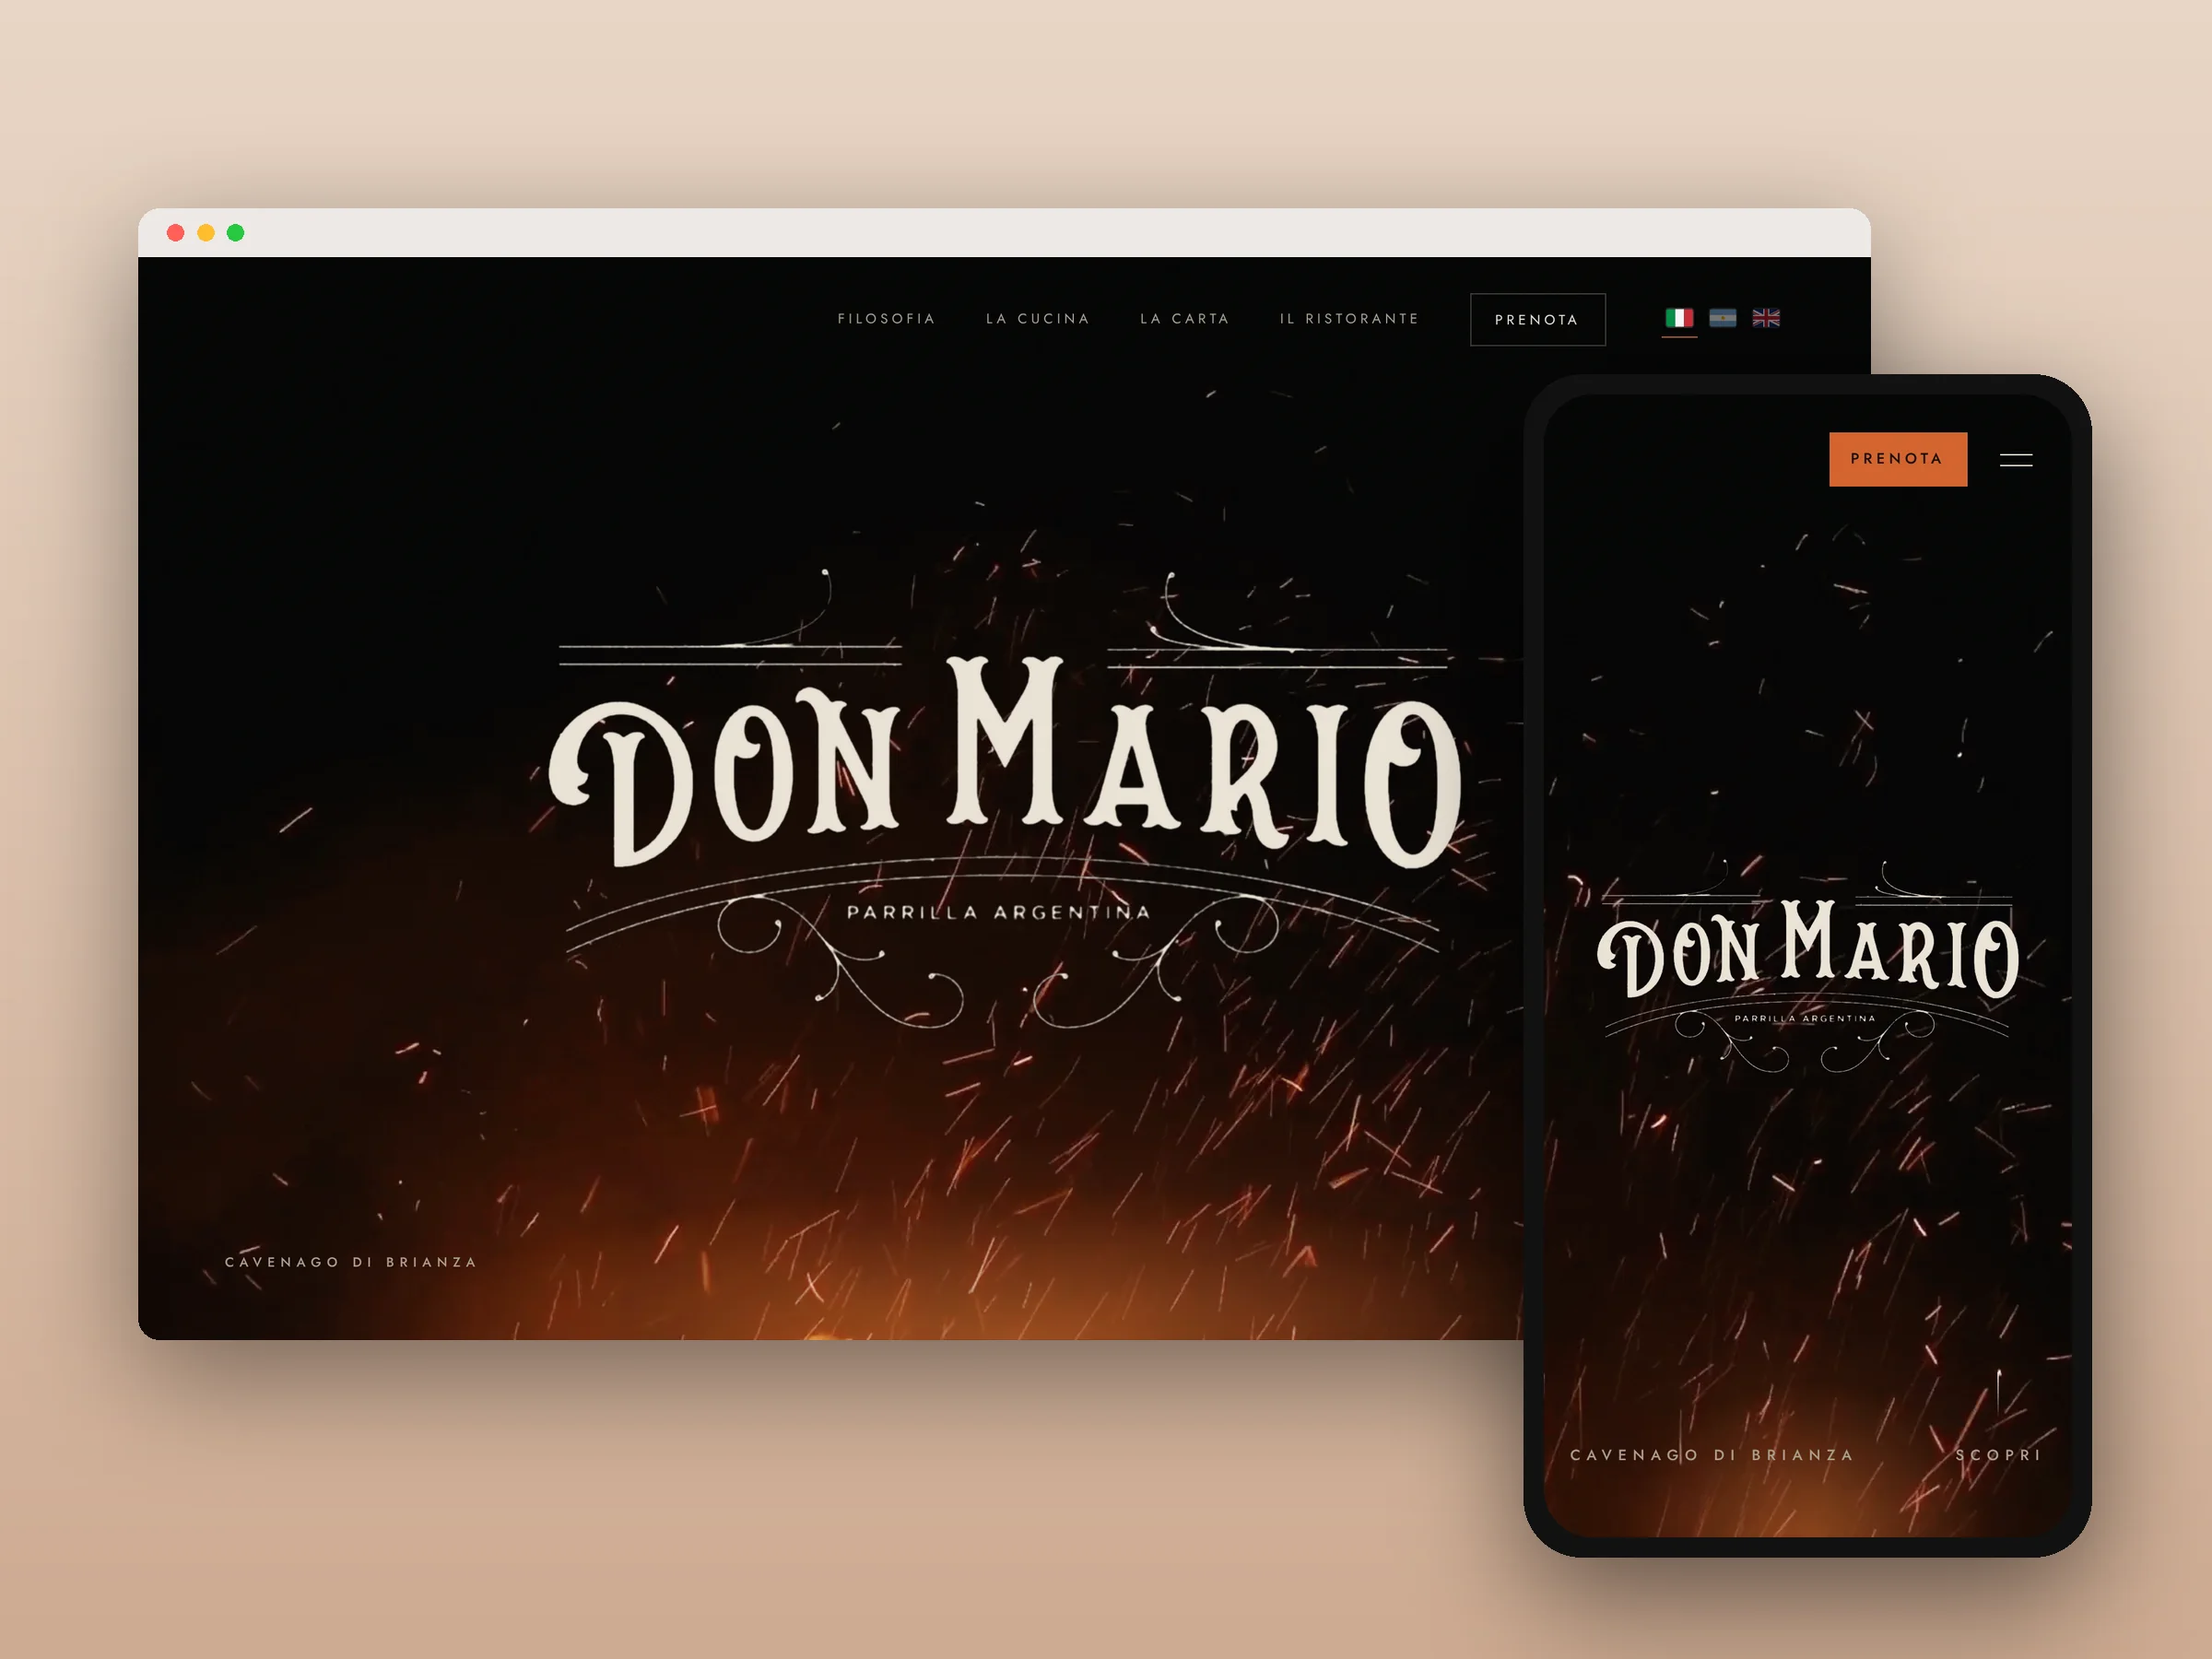 FILOSOFIA LA CUCINA LA CARTA IL RISTORANTE PRENOTA
DON MARIO
PARRILLA ARGENTINA
CAVENAGO DI BRIANZA
PRENOTA
DON MARIO
PARRILLA ARGENTINA
CAVENAGO DI BRIANZA SCOPRI